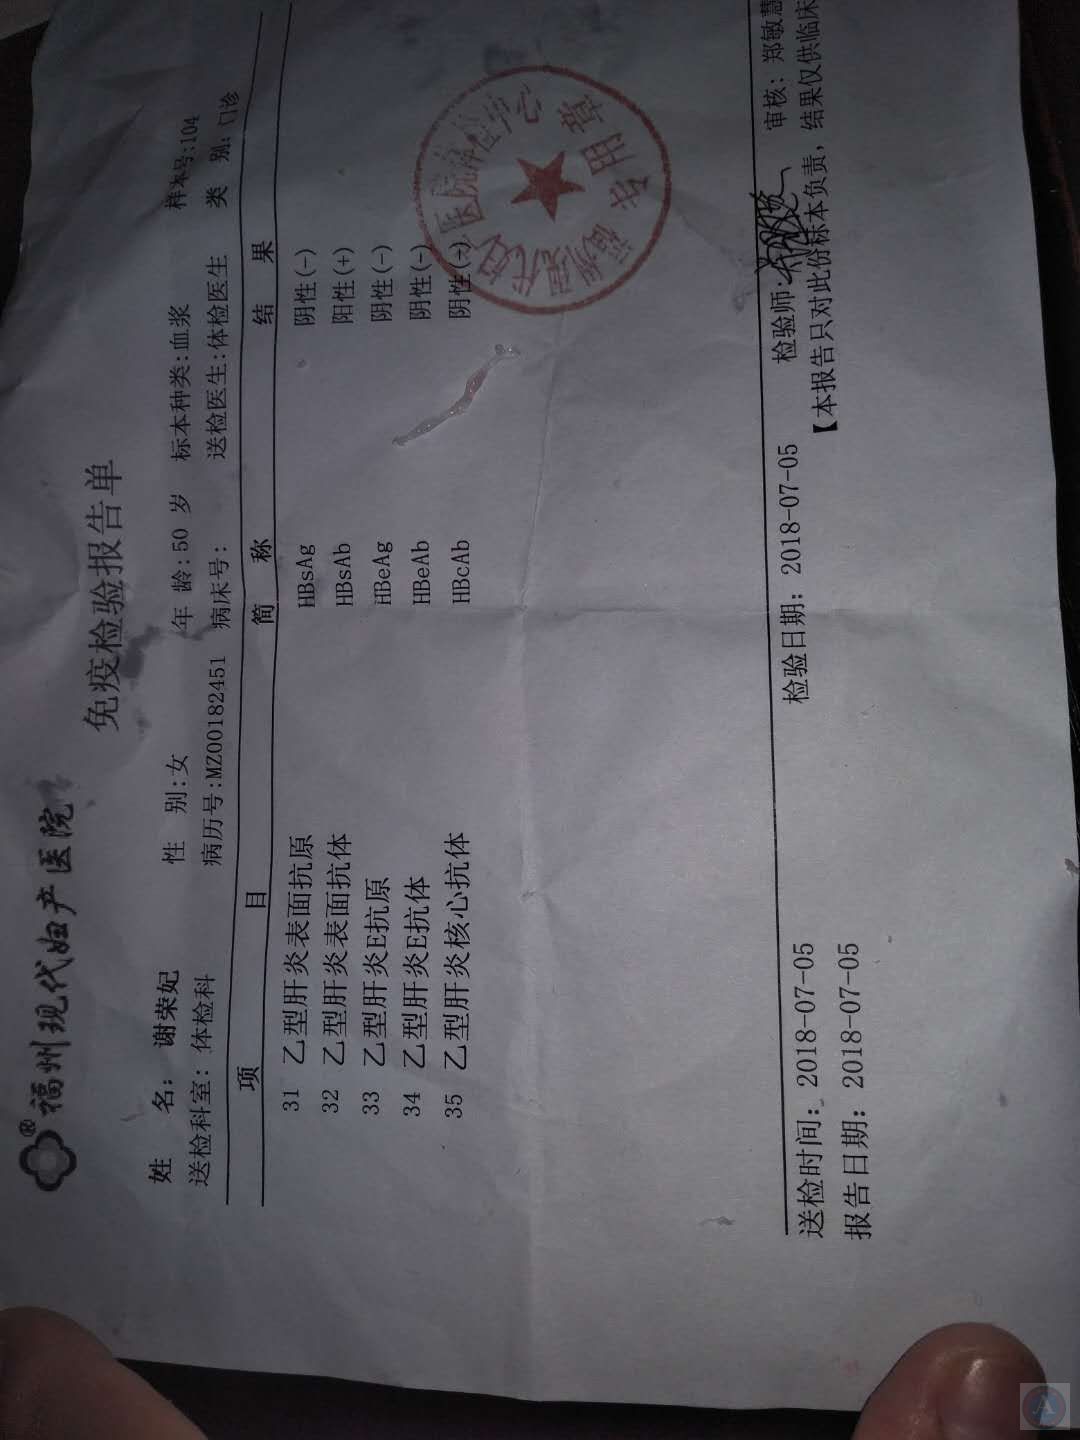 ® 福州现代妇产医院
免疫检验报告单
样本号:104
姓 名: 谢荣妃 性 别:女 年 龄:50 岁 标本种类:血浆
送检科室: 体检科 病历号:MZ00182451 病床号: 送检医生:体检医生 类 别:门诊
项 目 简 称 结 果
31 乙型肝炎表面抗原 HBsAg 阴性(-)
32 乙型肝炎表面抗体 HBsAb 阳性(+)
33 乙型肝炎E抗原 HBeAg 阴性(-)
34 乙型肝炎E抗体 HBeAb 阴性(-)
35 乙型肝炎核心抗体 HBcAb 阴性(-)
专用章
送检时间: 2018-07-05 检验日期: 2018-07-05 检验师: 审核: 郑敏慧
报告日期: 2018-07-05 【本报告只对此份标本负责, 结果仅供临床